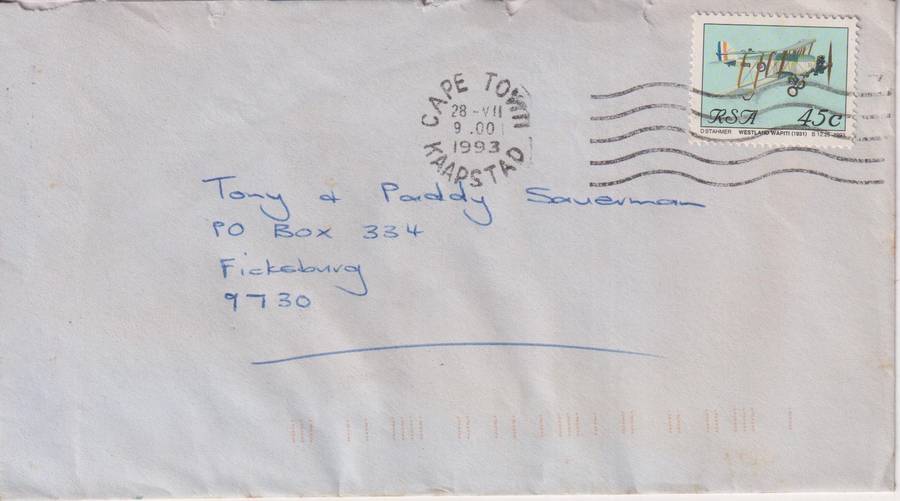 CAPE TOWN
28-VII
9.00
1993
KAAPSTAD
RSA 45c
D STAHMER WESTLAND WAPITI (1931)
Tony & Paddy Sauerman
PO Box 334
Ficksburg
9730